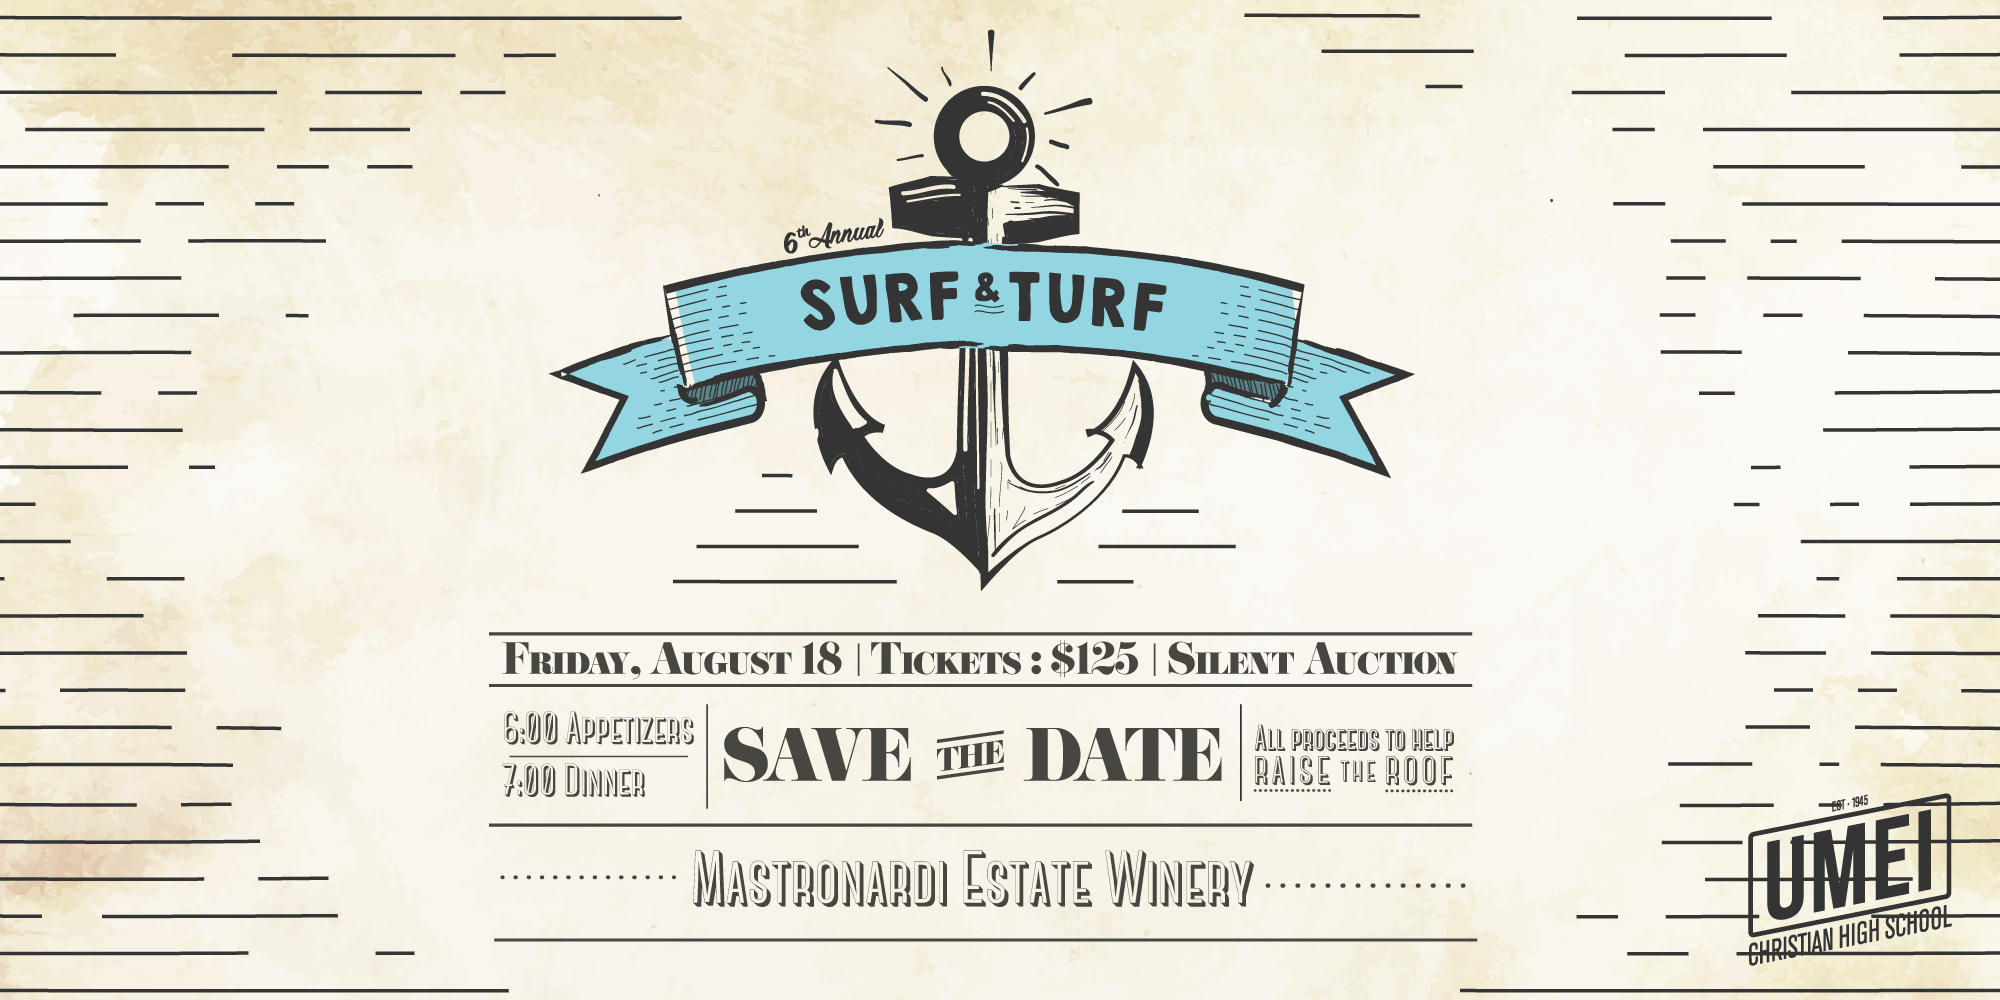 6th Annual
SURF & TURF
FRIDAY, AUGUST 18 | TICKETS : $125 | SILENT AUCTION
6:00 APPETIZERS
7:00 DINNER
SAVE THE DATE
ALL PROCEEDS TO HELP
RAISE THE ROOF
MASTRONARDI ESTATE WINERY
EST · 1945
UMEI
CHRISTIAN HIGH SCHOOL